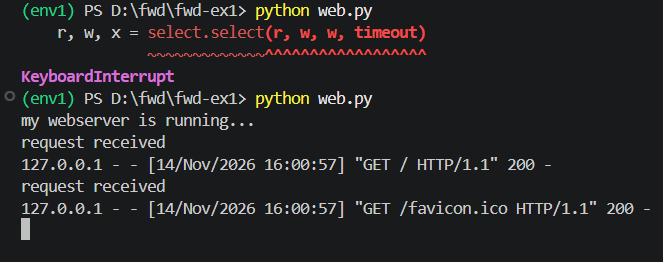 (env1) PS D:\fwd\fwd-ex1> python web.py
    r, w, x = select.select(r, w, w, timeout)
              ~~~~~~~~~~~~~^^^^^^^^^^^^^^^^^^
KeyboardInterrupt
(env1) PS D:\fwd\fwd-ex1> python web.py
my webserver is running...
request received
127.0.0.1 - - [14/Nov/2026 16:00:57] "GET / HTTP/1.1" 200 -
request received
127.0.0.1 - - [14/Nov/2026 16:00:57] "GET /favicon.ico HTTP/1.1" 200 -